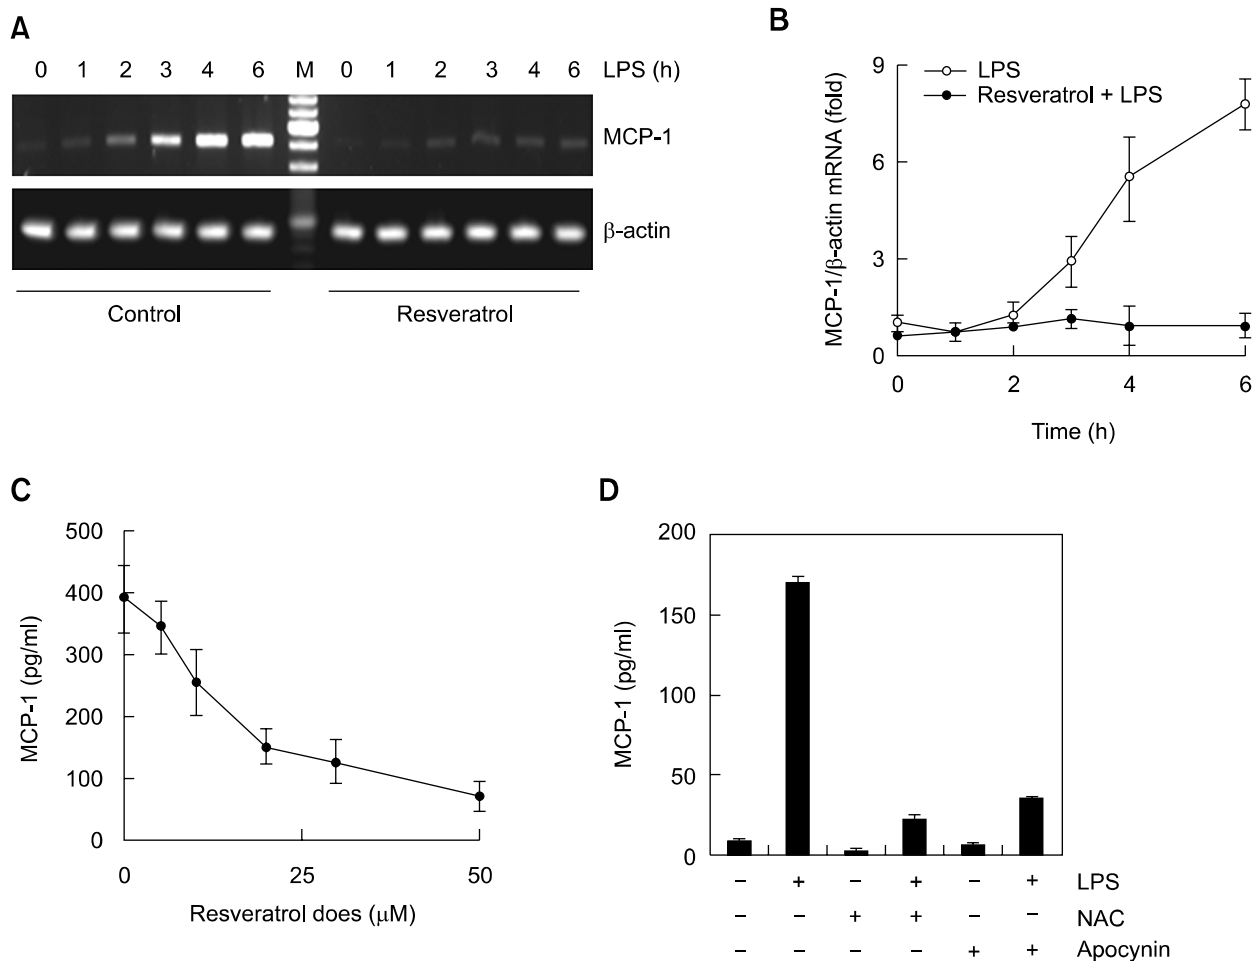 A
0 1 2 3 4 6 M 0 1 2 3 4 6 LPS (h)
MCP-1
β-actin
Control Resveratrol
B
LPS
Resveratrol + LPS
MCP-1/β-actin mRNA (fold)
9
6
3
0
0 2 4 6
Time (h)
C
MCP-1 (pg/ml)
500
400
300
200
100
0
0 25 50
Resveratrol does (μM)
D
MCP-1 (pg/ml)
200
150
100
50
0
− + − + − + LPS
− − + + − − NAC
− − − − + + Apocynin